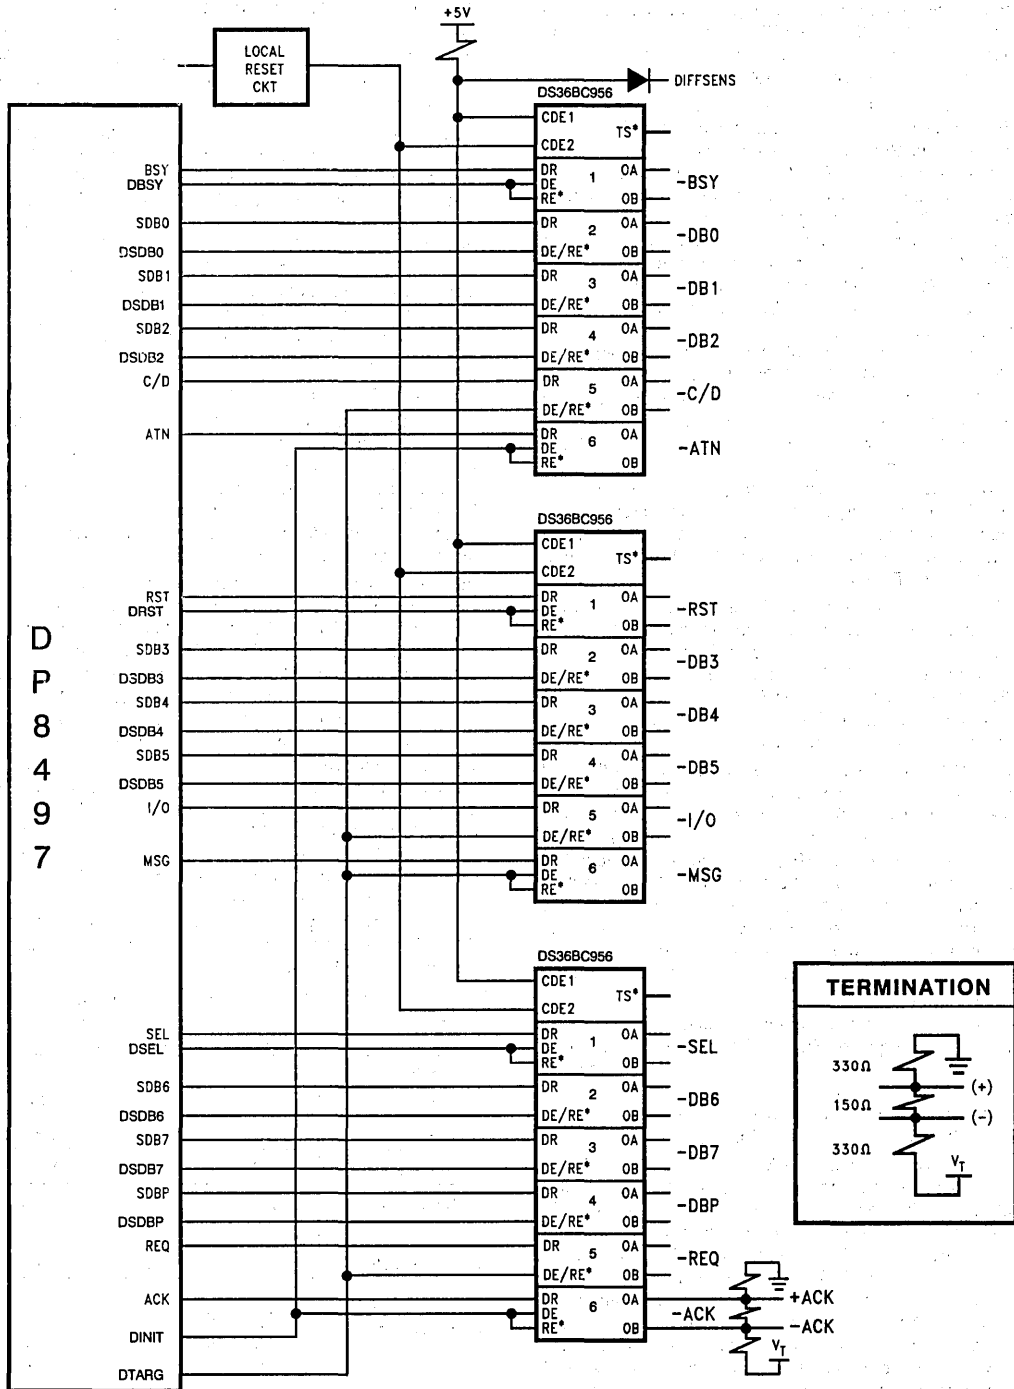 +5V
LOCAL
RESET
CKT
DIFFSENS
DS36BC956
CDE1
TS*
CDE2
BSY DR 1 OA
DBSY DE -BSY
RE* OB
SDB0 DR 2 OA
-DB0
DSDB0 DE/RE* OB
SDB1 DR 3 OA
-DB1
DSDB1 DE/RE* OB
SDB2 DR 4 OA
-DB2
DSDB2 DE/RE* OB
C/D DR 5 OA
-C/D
DE/RE* OB
ATN DR 6 OA
DE -ATN
RE* OB
DS36BC956
CDE1
TS*
CDE2
RST DR 1 OA
DRST DE -RST
RE* OB
SDB3 DR 2 OA
-DB3
DSDB3 DE/RE* OB
SDB4 DR 3 OA
-DB4
DSDB4 DE/RE* OB
SDB5 DR 4 OA
-DB5
DSDB5 DE/RE* OB
I/O DR 5 OA
-I/O
DE/RE* OB
MSG DR 6 OA
DE -MSG
RE* OB
DP8497
DS36BC956
CDE1
TS*
CDE2
SEL DR 1 OA
DSEL DE -SEL
RE* OB
SDB6 DR 2 OA
-DB6
DSDB6 DE/RE* OB
SDB7 DR 3 OA
-DB7
DSDB7 DE/RE* OB
SDBP DR 4 OA
-DBP
DSDBP DE/RE* OB
REQ DR 5 OA
-REQ
DE/RE* OB
ACK DR 6 OA +ACK
DE -ACK
RE* OB -ACK
VT
DINIT
DTARG
TERMINATION
330Ω
(+)
150Ω
(-)
330Ω
VT